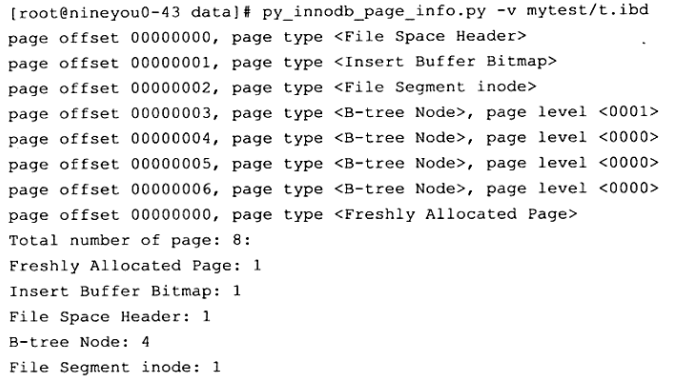 [root@nineyou0-43 data]# py_innodb_page_info.py -v mytest/t.ibd
page offset 00000000, page type <File Space Header>
page offset 00000001, page type <Insert Buffer Bitmap>
page offset 00000002, page type <File Segment inode>
page offset 00000003, page type <B-tree Node>, page level <0001>
page offset 00000004, page type <B-tree Node>, page level <0000>
page offset 00000005, page type <B-tree Node>, page level <0000>
page offset 00000006, page type <B-tree Node>, page level <0000>
page offset 00000000, page type <Freshly Allocated Page>
Total number of page: 8:
Freshly Allocated Page: 1
Insert Buffer Bitmap: 1
File Space Header: 1
B-tree Node: 4
File Segment inode: 1